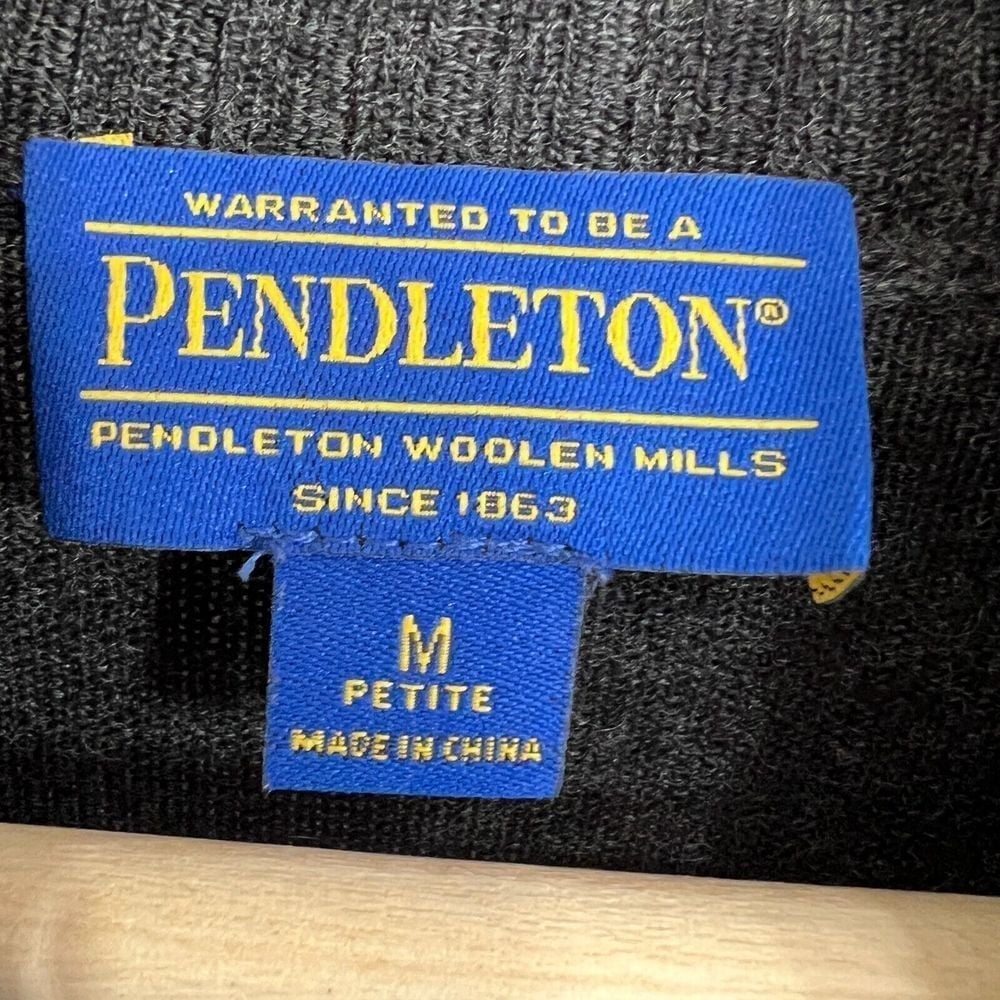 WARRANTED TO BE A
PENDLETON®
PENDLETON WOOLEN MILLS
SINCE 1863
M
PETITE
MADE IN CHINA